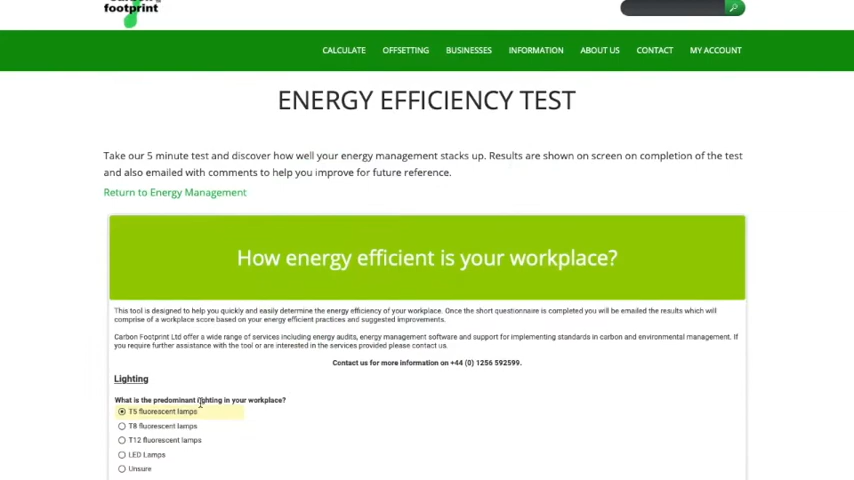 footprint
CALCULATE OFFSETTING BUSINESSES INFORMATION ABOUT US CONTACT MY ACCOUNT
ENERGY EFFICIENCY TEST
Take our 5 minute test and discover how well your energy management stacks up. Results are shown on screen on completion of the test
and also emailed with comments to help you improve for future reference.
Return to Energy Management
How energy efficient is your workplace?
This tool is designed to help you quickly and easily determine the energy efficiency of your workplace. Once the short questionnaire is completed you will be emailed the results which will
comprise of a workplace score based on your energy efficient practices and suggested improvements.
Carbon Footprint Ltd offer a wide range of services including energy audits, energy management software and support for implementing standards in carbon and environmental management. If
you require further assistance with the tool or are interested in the services provided please contact us.
Contact us for more information on +44 (0) 1256 592599.
Lighting
What is the predominant lighting in your workplace?
T5 fluorescent lamps
T8 fluorescent lamps
T12 fluorescent lamps
LED Lamps
Unsure